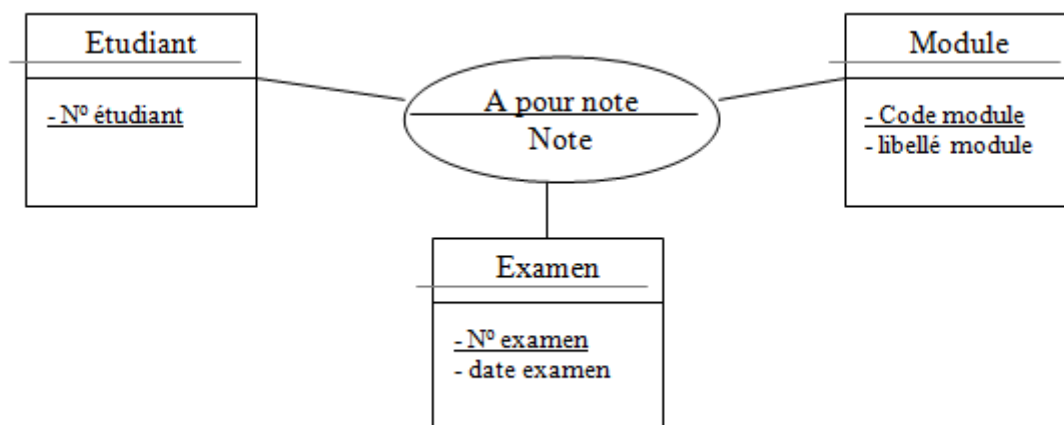 Etudiant
- Nº étudiant
A pour note
Note
Module
- Code module
- libellé module
Examen
- Nº examen
- date examen